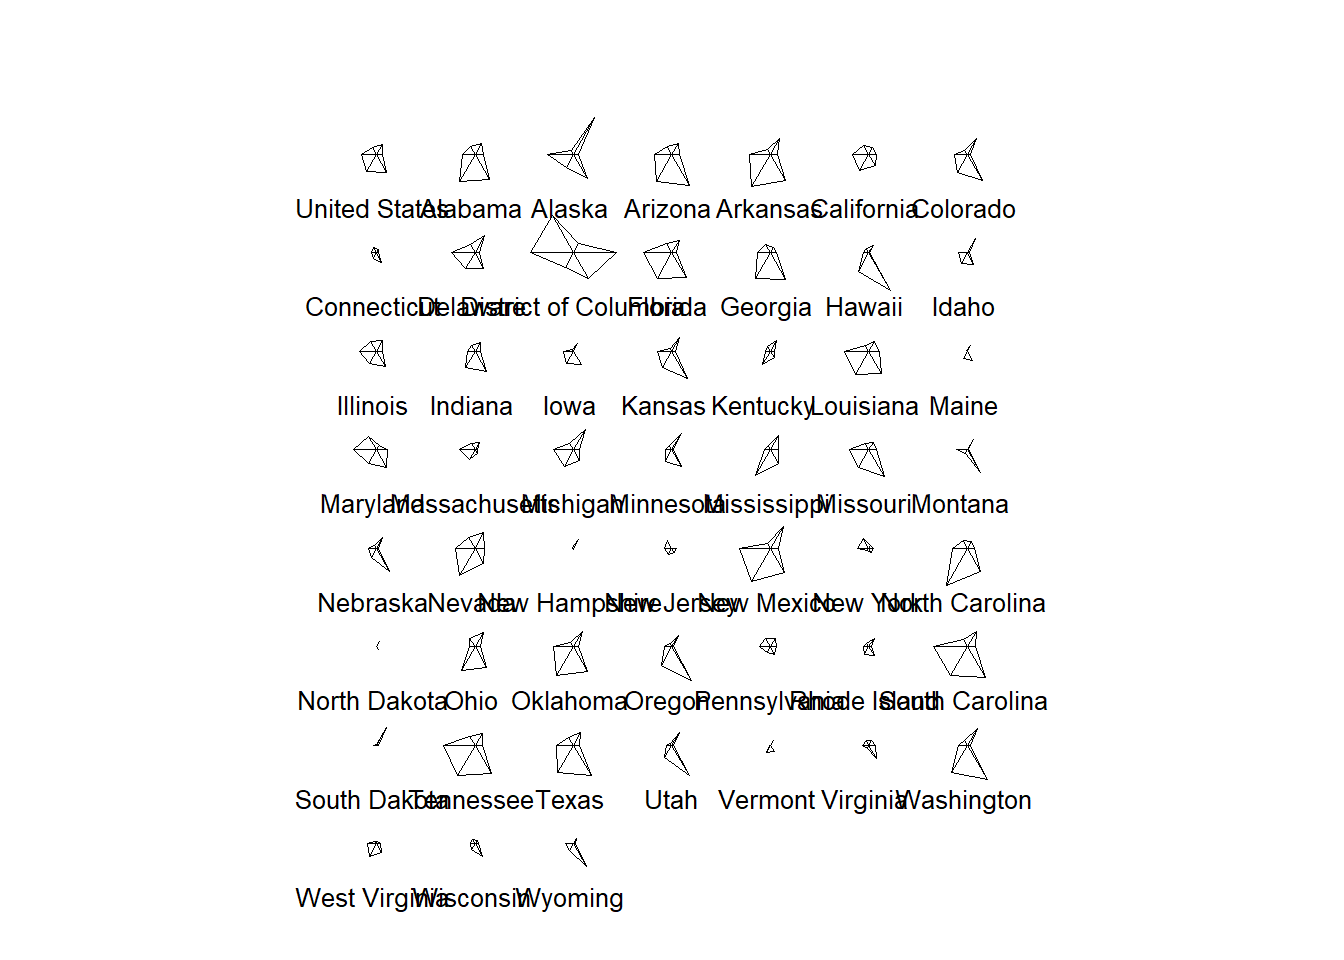 United States Alabama Alaska Arizona Arkansas California Colorado
Connecticut Delaware District of Columbia Florida Georgia Hawaii Idaho
Illinois Indiana Iowa Kansas Kentucky Louisiana Maine
Maryland Massachusetts Michigan Minnesota Mississippi Missouri Montana
Nebraska Nevada New Hampshire New Jersey New Mexico New York North Carolina
North Dakota Ohio Oklahoma Oregon Pennsylvania Rhode Island South Carolina
South Dakota Tennessee Texas Utah Vermont Virginia Washington
West Virginia Wisconsin Wyoming